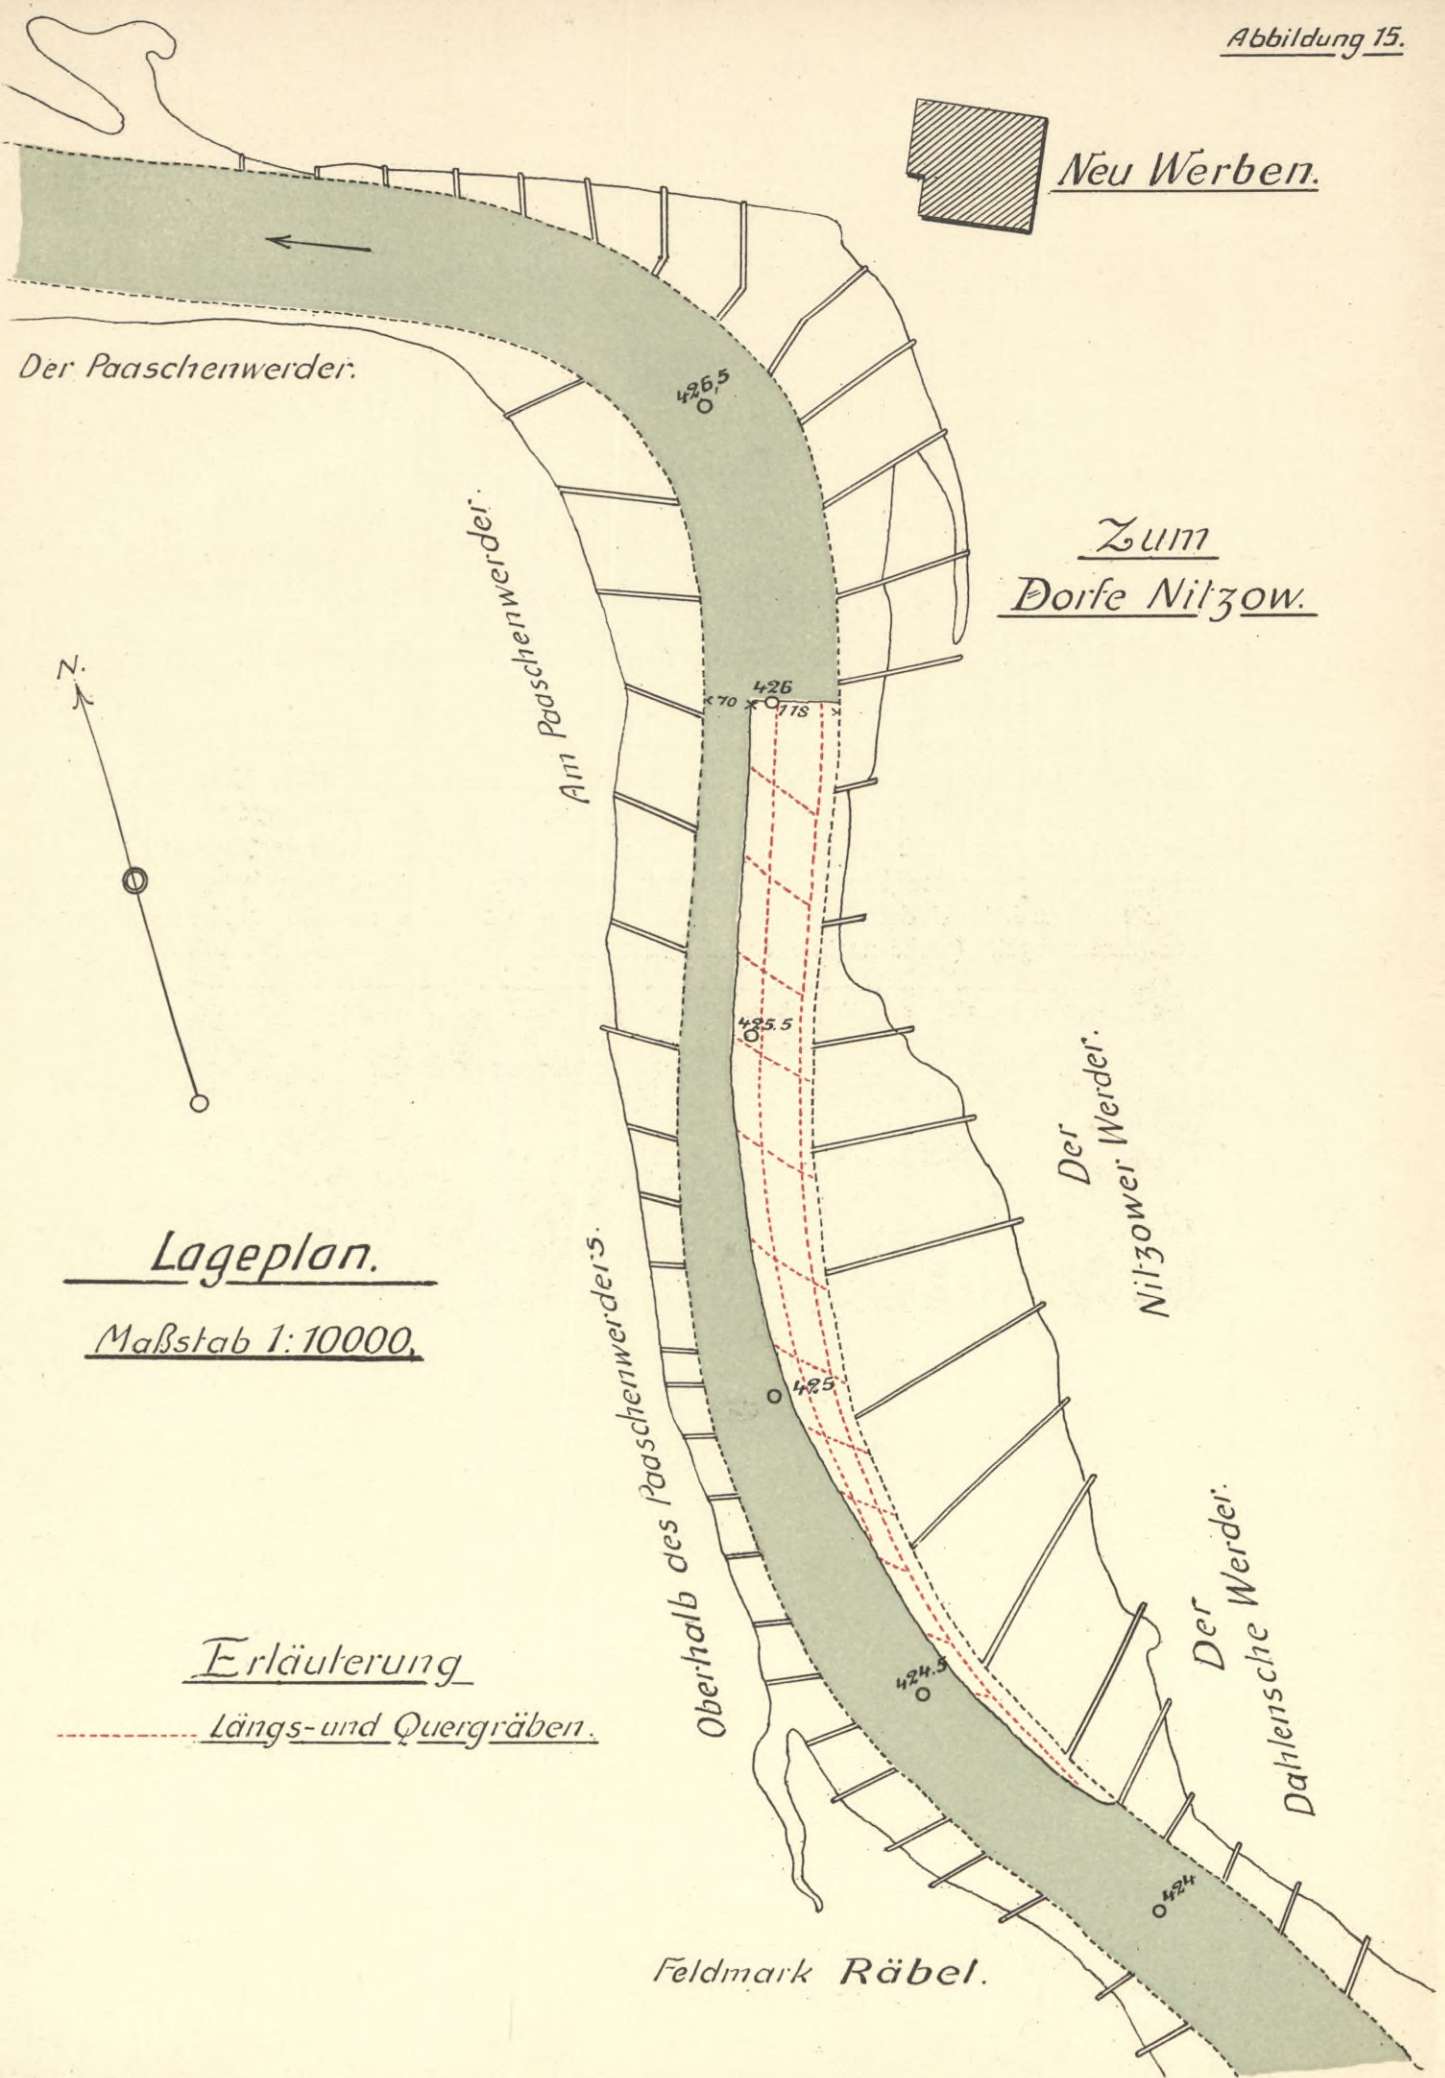 Abbildung 15.
Neu Werben.
Der Paaschenwerder.
426,5
Am Paaschenwerder.
Zum
Dorfe Nitzow.
N.
426
70
118
425.5
Der
Nitzower Werder.
Lageplan.
Maßstab 1:10000.
425
Oberhalb des Paaschenwerders.
Der
Dahlensche Werder.
Erläuterung
Längs- und Quergräben.
424.5
424
Feldmark Räbel.